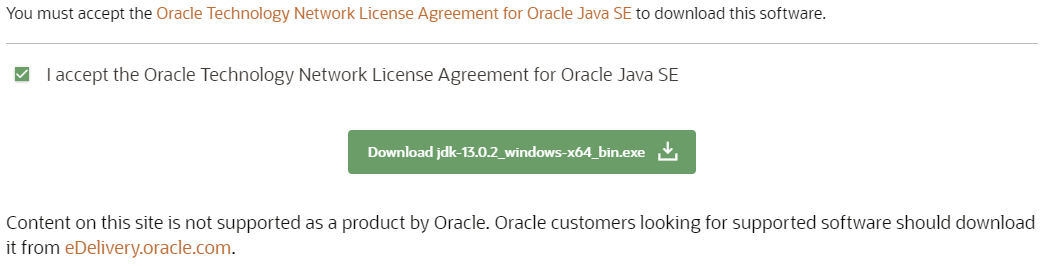 You must accept the Oracle Technology Network License Agreement for Oracle Java SE to download this software.
I accept the Oracle Technology Network License Agreement for Oracle Java SE
Download jdk-13.0.2_windows-x64_bin.exe
Content on this site is not supported as a product by Oracle. Oracle customers looking for supported software should download
it from eDelivery.oracle.com.